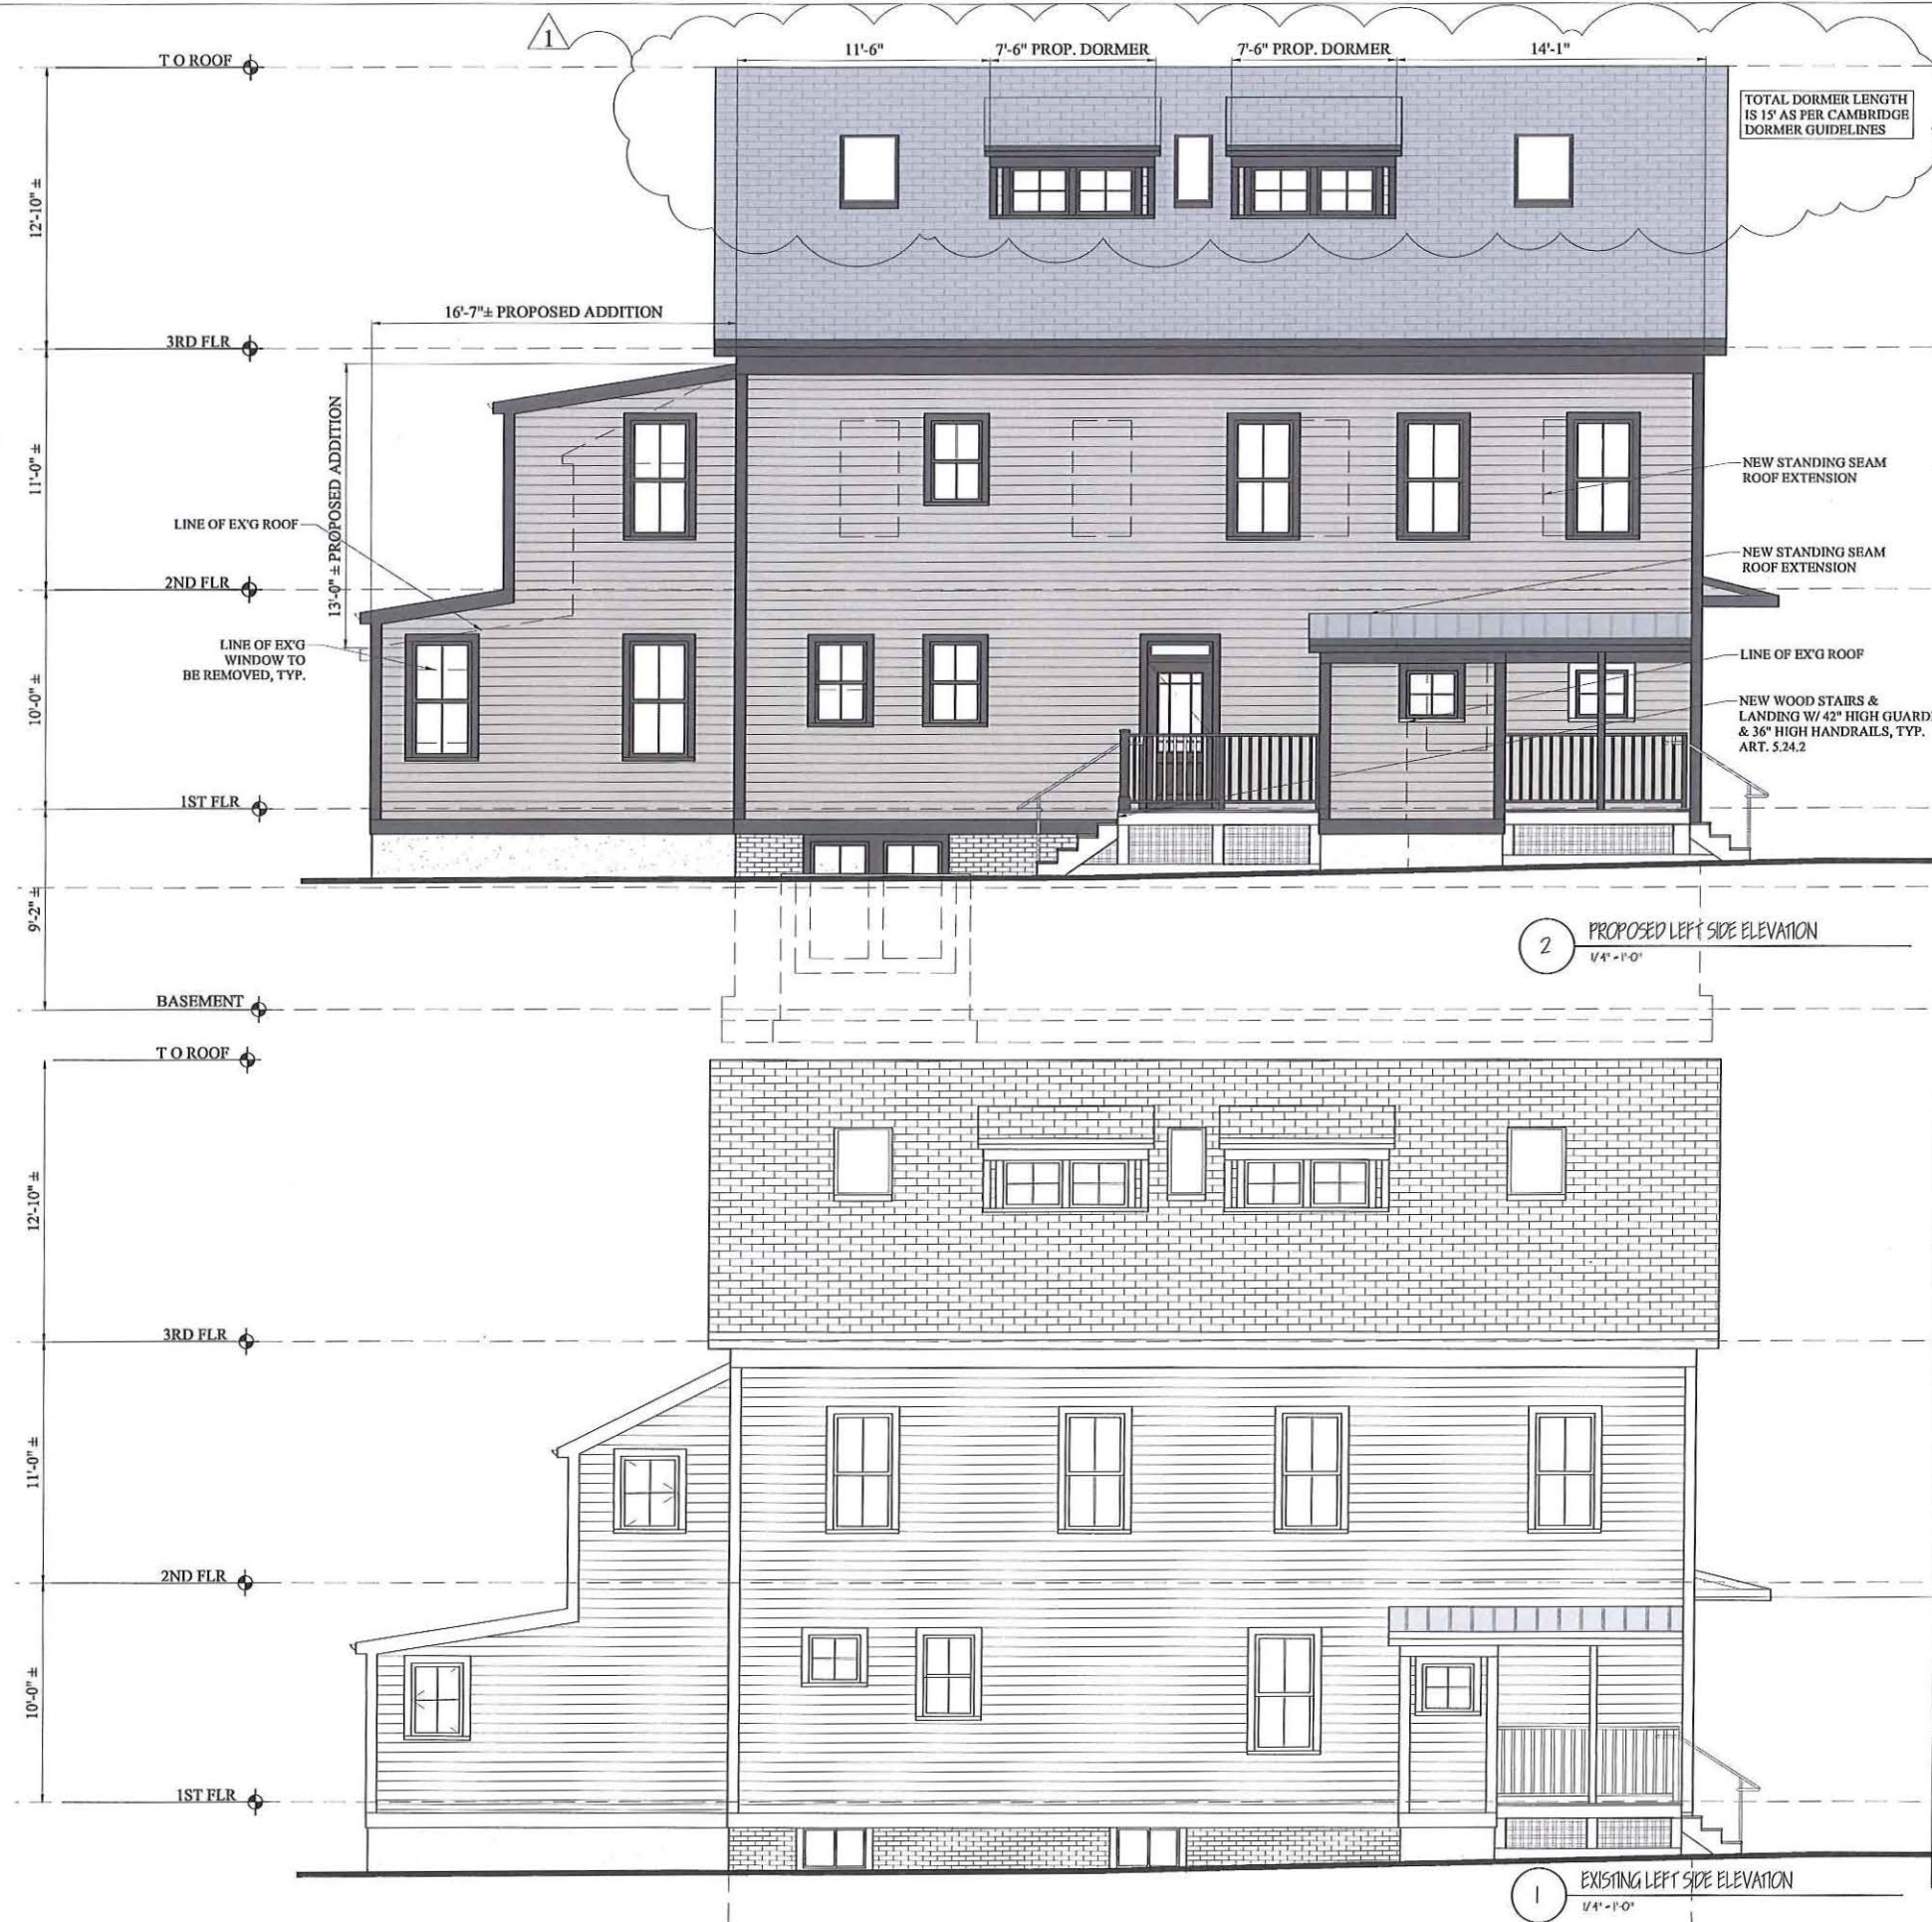 1
11'-6"
7'-6" PROP. DORMER
7'-6" PROP. DORMER
14'-1"
T O ROOF
TOTAL DORMER LENGTH
IS 15' AS PER CAMBRIDGE
DORMER GUIDELINES
12'-10" ±
16'-7"± PROPOSED ADDITION
3RD FLR
13'-0" ± PROPOSED ADDITION
11'-0" ±
NEW STANDING SEAM
ROOF EXTENSION
LINE OF EX'G ROOF
NEW STANDING SEAM
ROOF EXTENSION
2ND FLR
LINE OF EX'G
WINDOW TO
BE REMOVED, TYP.
LINE OF EX'G ROOF
10'-0" ±
NEW WOOD STAIRS &
LANDING W/ 42" HIGH GUARD
& 36" HIGH HANDRAILS, TYP.
ART. 5.24.2
1ST FLR
9'-2" ±
2
PROPOSED LEFT SIDE ELEVATION
1/4" = 1'-0"
BASEMENT
T O ROOF
12'-10" ±
3RD FLR
11'-0" ±
2ND FLR
10'-0" ±
1ST FLR
1
EXISTING LEFT SIDE ELEVATION
1/4" = 1'-0"